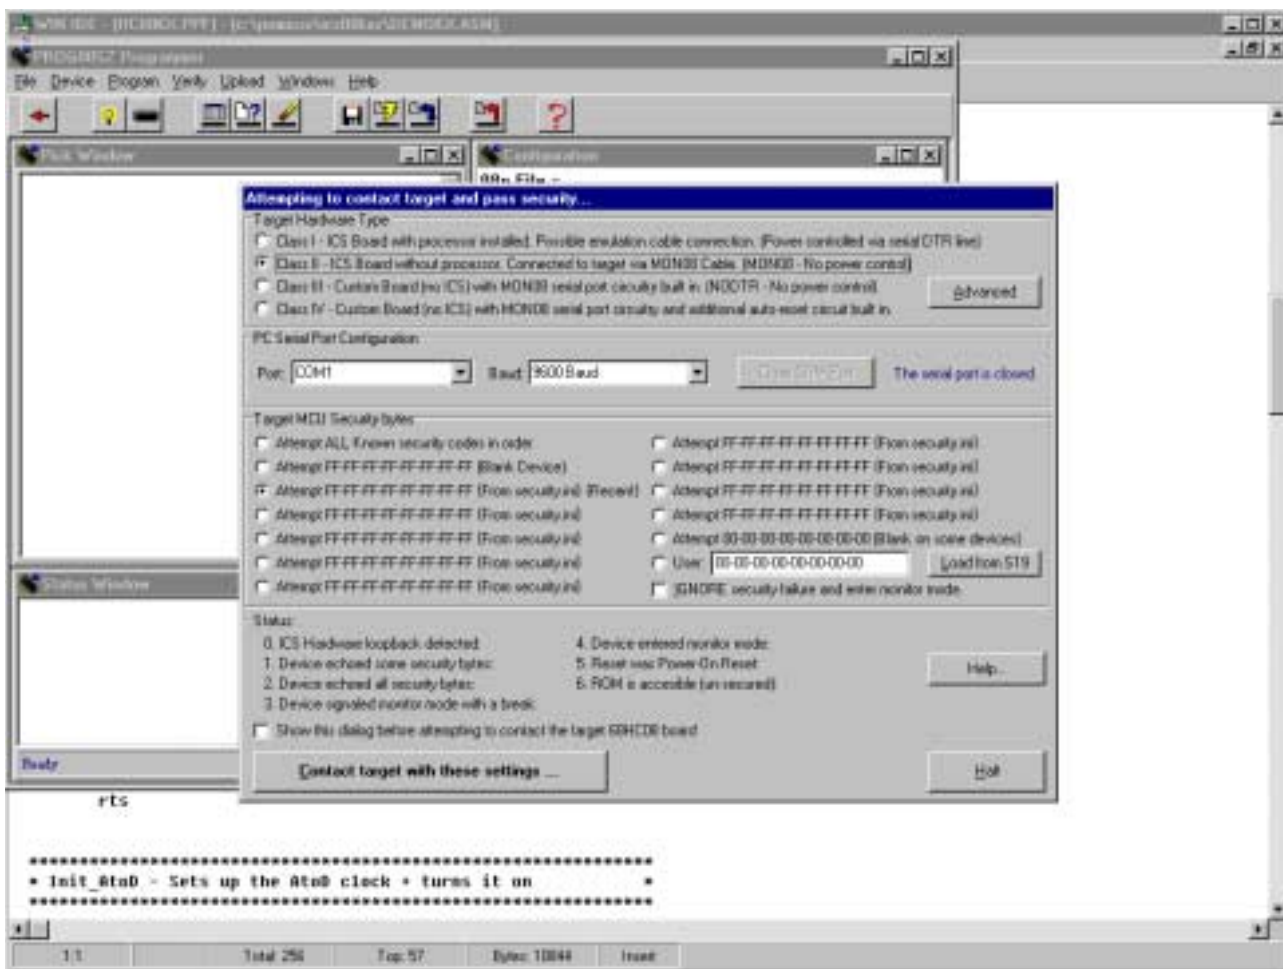 WIN IDE
PROG08SZ Programmer
File Device Program Verify Upload Windows Help
Pick Window
Configuration
Attempting to contact target and pass security...
Target Hardware Type
Class I - ICS Board with processor installed. Possible emulation cable connection. (Power controlled via serial DTR line)
Class II - ICS Board without processor. Connected to target via MON08 Cable. (MON08 - No power control)
Class III - Custom Board (no ICS) with MON08 serial port circuitry built in. (NODTR - No power control)
Class IV - Custom Board (no ICS) with MON08 serial port circuitry and additional auto-reset circuit built in.
Advanced
PC Serial Port Configuration
Port: COM1 Baud: 9600 Baud The serial port is closed
Target MCU Security bytes
Attempt ALL Known security codes in order
Attempt FF-FF-FF-FF-FF-FF-FF-FF (Blank Device)
Attempt FF-FF-FF-FF-FF-FF-FF-FF (From security.ini) (Recent)
Attempt FF-FF-FF-FF-FF-FF-FF-FF (From security.ini)
Attempt FF-FF-FF-FF-FF-FF-FF-FF (From security.ini)
Attempt FF-FF-FF-FF-FF-FF-FF-FF (From security.ini)
Attempt FF-FF-FF-FF-FF-FF-FF-FF (From security.ini)
Attempt FF-FF-FF-FF-FF-FF-FF-FF (From security.ini)
Attempt FF-FF-FF-FF-FF-FF-FF-FF (From security.ini)
Attempt FF-FF-FF-FF-FF-FF-FF-FF (From security.ini)
Attempt FF-FF-FF-FF-FF-FF-FF-FF (From security.ini)
Attempt 00-00-00-00-00-00-00-00 (Blank on some devices)
User: 00-00-00-00-00-00-00-00 Load from S19
IGNORE security failure and enter monitor mode
Status Window
Status:
0. ICS Hardware loopback detected:
1. Device echoed some security bytes:
2. Device echoed all security bytes:
3. Device signaled monitor mode with a break:
4. Device entered monitor mode:
5. Reset was Power-On Reset:
6. ROM is accesible (un-secured):
Help..
Show this dialog before attempting to contact the target 68HC08 board
Ready
Contact target with these settings ...
Halt
rts
* Init_AtoD - Sets up the AtoD clock + turns it on *
1:1 Total: 256 Top: 57 Bytes: 10844 Insert